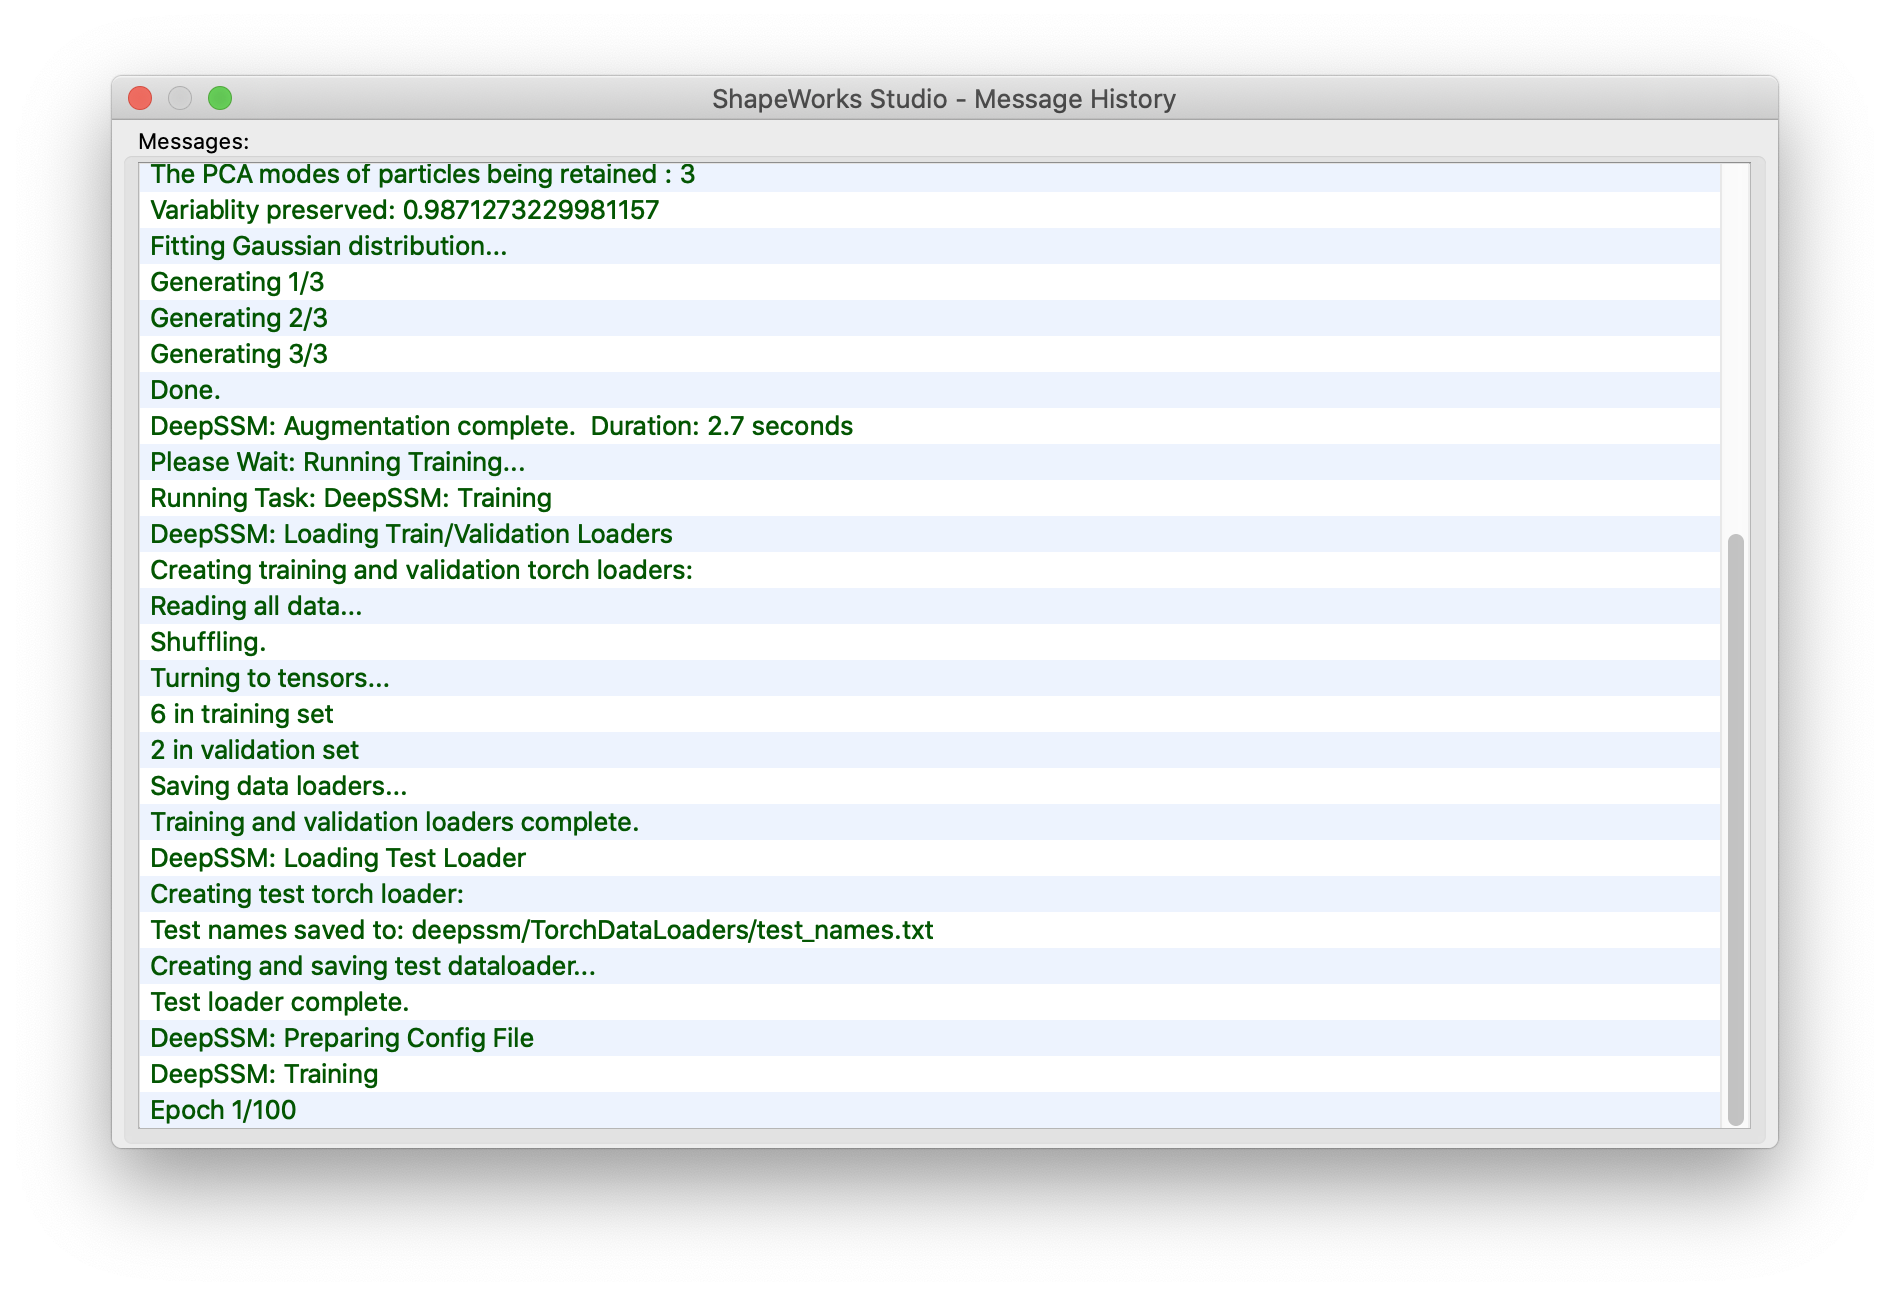 ShapeWorks Studio - Message History
Messages:
The PCA modes of particles being retained : 3
Variablity preserved: 0.9871273229981157
Fitting Gaussian distribution...
Generating 1/3
Generating 2/3
Generating 3/3
Done.
DeepSSM: Augmentation complete.  Duration: 2.7 seconds
Please Wait: Running Training...
Running Task: DeepSSM: Training
DeepSSM: Loading Train/Validation Loaders
Creating training and validation torch loaders:
Reading all data...
Shuffling.
Turning to tensors...
6 in training set
2 in validation set
Saving data loaders...
Training and validation loaders complete.
DeepSSM: Loading Test Loader
Creating test torch loader:
Test names saved to: deepssm/TorchDataLoaders/test_names.txt
Creating and saving test dataloader...
Test loader complete.
DeepSSM: Preparing Config File
DeepSSM: Training
Epoch 1/100